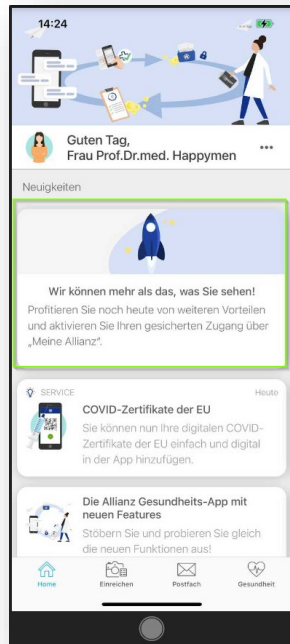 14:24
Guten Tag,
Frau Prof.Dr.med. Happymen
Neuigkeiten
Wir können mehr als das, was Sie sehen!
Profitieren Sie noch heute von weiteren Vorteilen
und aktivieren Sie Ihren gesicherten Zugang über
„Meine Allianz".
SERVICE
Heute
COVID-Zertifikate der EU
Sie können nun Ihre digitalen COVID-
Zertifikate der EU einfach und digital
in der App hinzufügen.
Die Allianz Gesundheits-App mit
neuen Features
Stöbern Sie und probieren Sie gleich
die neuen Funktionen aus!
Home
Einreichen
Postfach
Gesundheit